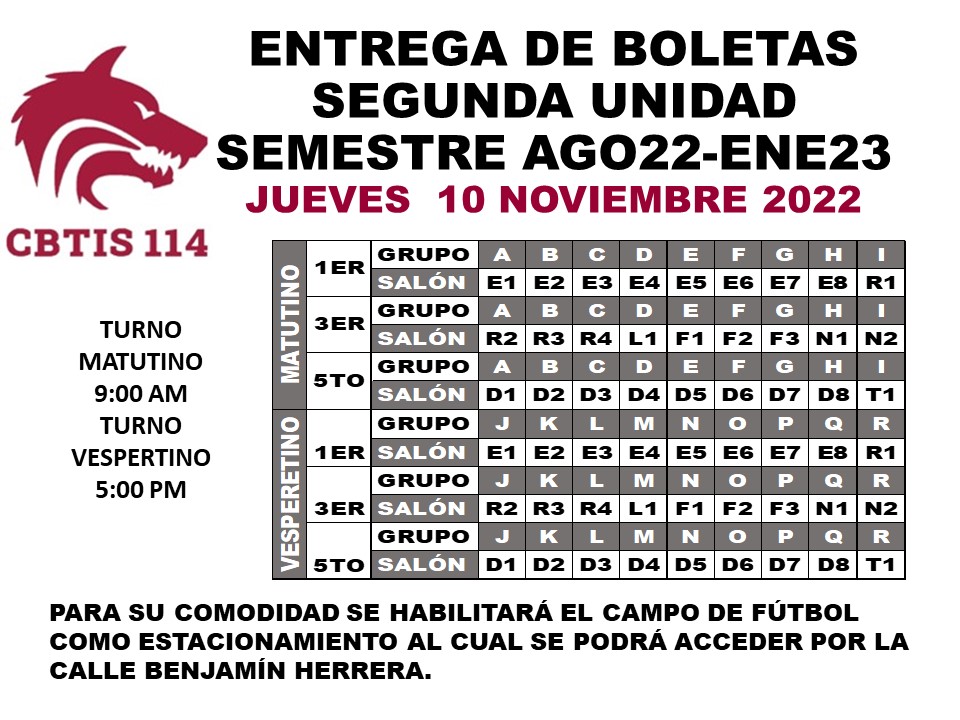 ENTREGA DE BOLETAS
SEGUNDA UNIDAD
SEMESTRE AGO22-ENE23
JUEVES 10 NOVIEMBRE 2022
CBTIS 114
TURNO
MATUTINO
9:00 AM
TURNO
VESPERTINO
5:00 PM
MATUTINO
1ER GRUPO A B C D E F G H I
SALÓN E1 E2 E3 E4 E5 E6 E7 E8 R1
3ER GRUPO A B C D E F G H I
SALÓN R2 R3 R4 L1 F1 F2 F3 N1 N2
5TO GRUPO A B C D E F G H I
SALÓN D1 D2 D3 D4 D5 D6 D7 D8 T1
VESPERETINO
GRUPO J K L M N O P Q R
1ER SALÓN E1 E2 E3 E4 E5 E6 E7 E8 R1
GRUPO J K L M N O P Q R
3ER SALÓN R2 R3 R4 L1 F1 F2 F3 N1 N2
GRUPO J K L M N O P Q R
5TO SALÓN D1 D2 D3 D4 D5 D6 D7 D8 T1
PARA SU COMODIDAD SE HABILITARÁ EL CAMPO DE FÚTBOL
COMO ESTACIONAMIENTO AL CUAL SE PODRÁ ACCEDER POR LA
CALLE BENJAMÍN HERRERA.